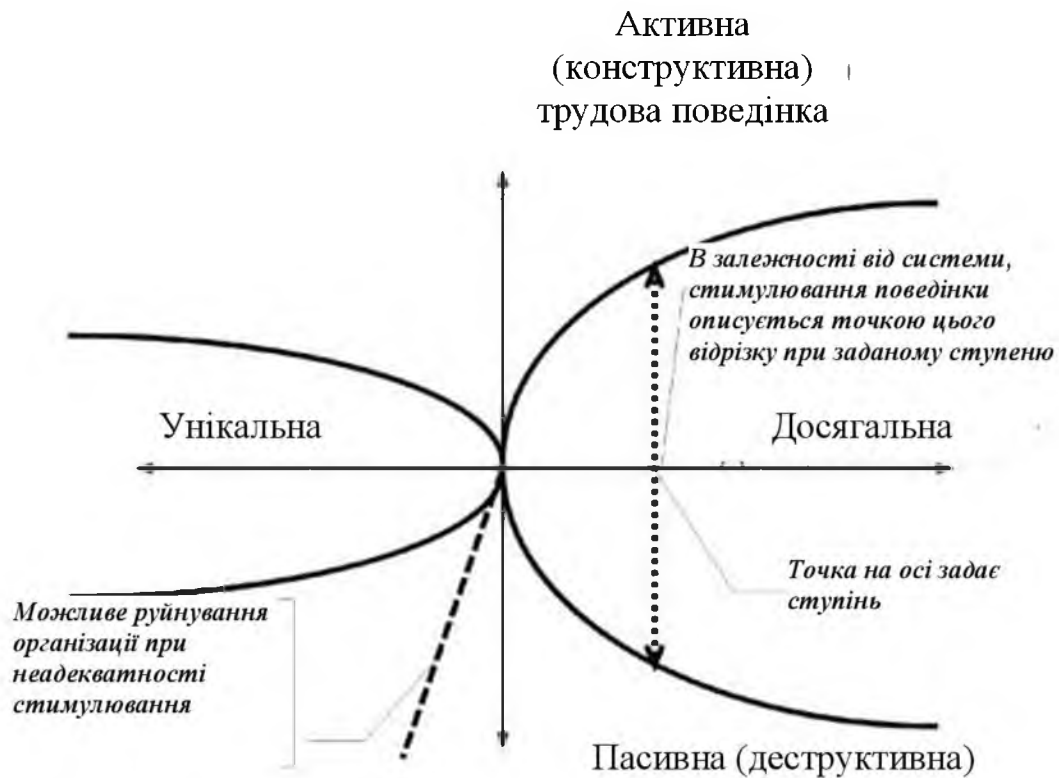 Активна
(конструктивна)
трудова поведінка
В залежності від системи,
стимулювання поведінки
описується точкою цього
відрізку при заданому ступеню
Унікальна
Досягальна
Точка на осі задає
ступінь
Можливе руйнування
організації при
неадекватності
стимулювання
Пасивна (деструктивна)